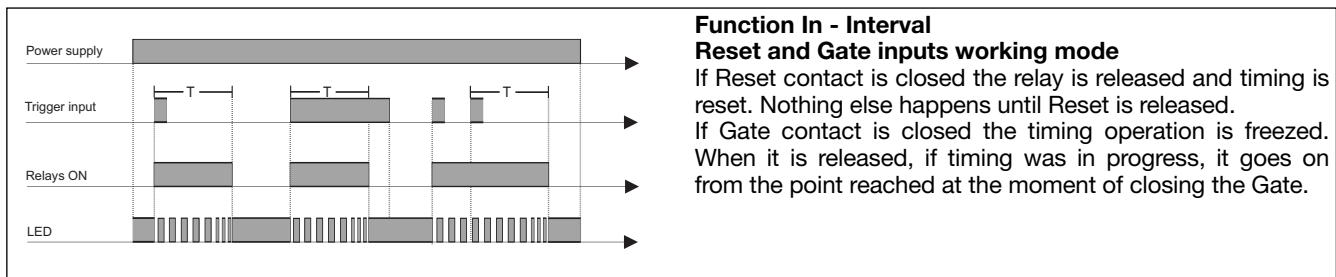 Function In - Interval
Reset and Gate inputs working mode
If Reset contact is closed the relay is released and timing is
reset. Nothing else happens until Reset is released.
If Gate contact is closed the timing operation is freezed.
When it is released, if timing was in progress, it goes on
from the point reached at the moment of closing the Gate.
Power supply
T T T
Trigger input
Relays ON
LED